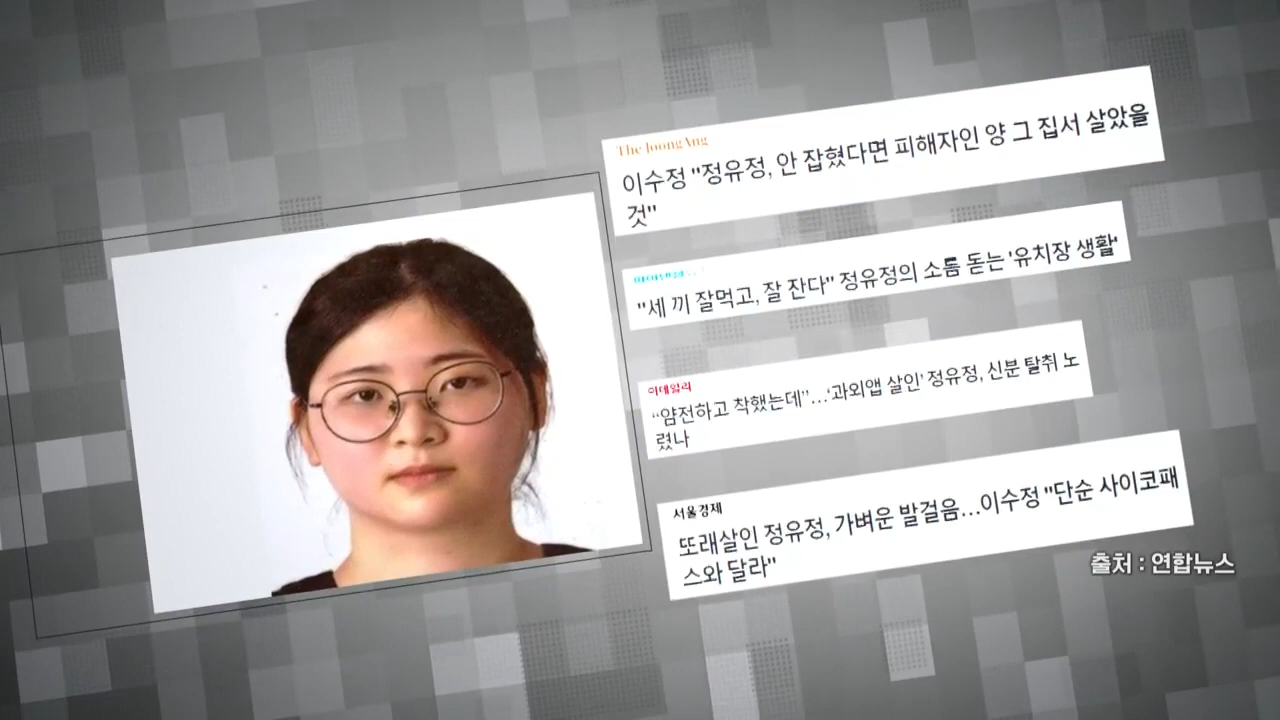 The JoongAng
이수정 "정유정, 안 잡혔다면 피해자인 양 그 집서 살았을
것"
"세 끼 잘먹고, 잘 잔다" 정유정의 소름 돋는 '유치장 생활'
이데일리
“얌전하고 착했는데”…‘과외앱 살인’ 정유정, 신분 탈취 노
렸나
서울경제
또래살인 정유정, 가벼운 발걸음…이수정 "단순 사이코패
스와 달라"
출처 : 연합뉴스